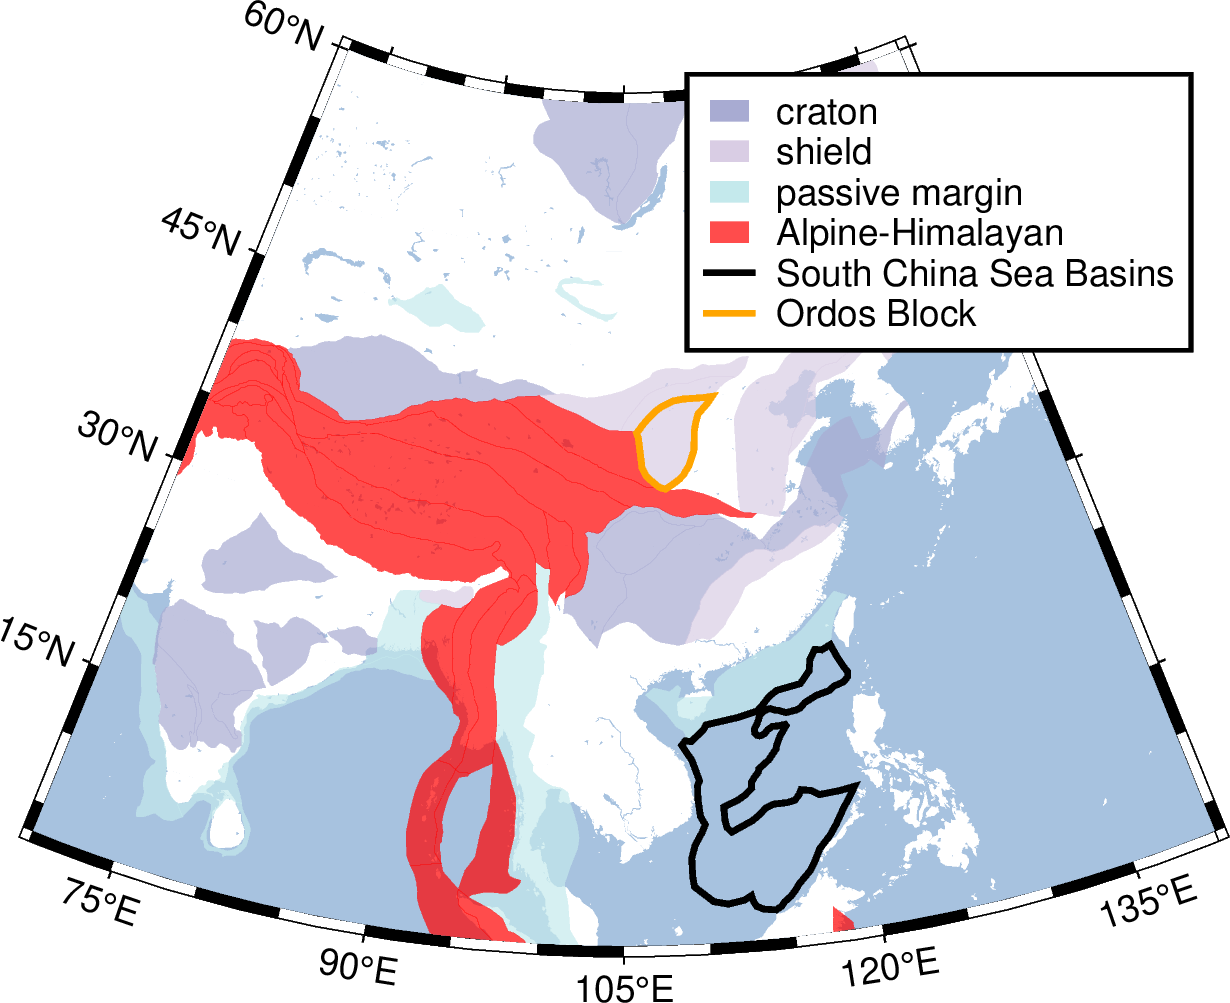 60°N
craton
shield
passive margin
Alpine-Himalayan
South China Sea Basins
Ordos Block
45°N
30°N
15°N
75°E
90°E
105°E
120°E
135°E